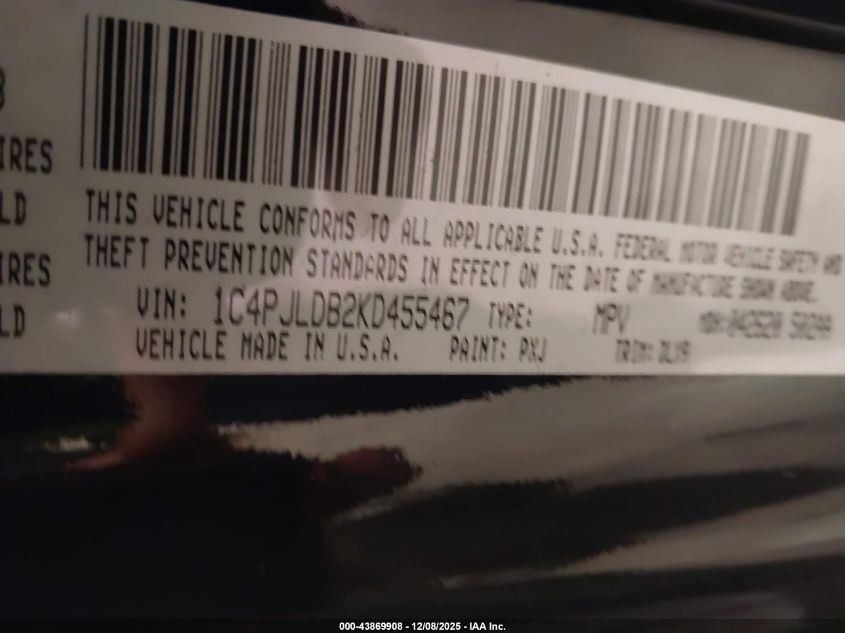 IRES
LD
IRES
LD
THIS VEHICLE CONFORMS TO ALL APPLICABLE U.S.A. FEDERAL MOTOR VEHICLE SAFETY AND
THEFT PREVENTION STANDARDS IN EFFECT ON THE DATE OF MANUFACTURE SHOWN ABOVE.
VIN: 1C4PJLDB2KD455467 TYPE: MPV MDH:
VEHICLE MADE IN U.S.A. PAINT: PXJ TRIM:
000-43869908 - 12/08/2025 - IAA Inc.